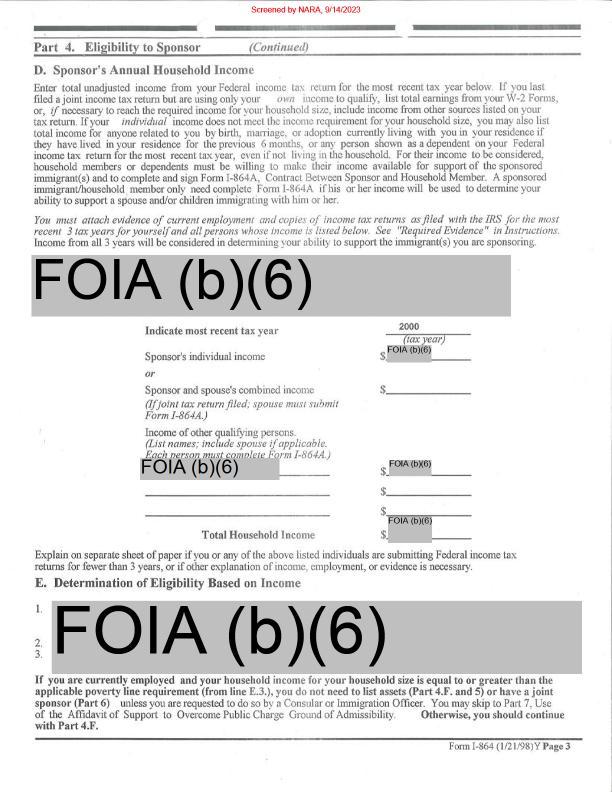 Screened by NARA, 9/14/2023
Part 4. Eligibility to Sponsor (Continued)
D. Sponsor's Annual Household Income
Enter total unadjusted income from your Federal income tax return for the most recent tax year below. If you last
filed a joint income tax return but are using only your own income to qualify, list total earnings from your W-2 Forms,
or, if necessary to reach the required income for your household size, include income from other sources listed on your
tax return. If your individual income does not meet the income requirement for your household size, you may also list
total income for anyone related to you by birth, marriage, or adoption currently living with you in your residence if
they have lived in your residence for the previous 6 months, or any person shown as a dependent on your Federal
income tax return for the most recent tax year, even if not living in the household. For their income to be considered,
household members or dependents must be willing to make their income available for support of the sponsored
immigrant(s) and to complete and sign Form I-864A, Contract Between Sponsor and Household Member. A sponsored
immigrant/household member only need complete Form I-864A if his or her income will be used to determine your
ability to support a spouse and/or children immigrating with him or her.
You must attach evidence of current employment and copies of income tax returns as filed with the IRS for the most
recent 3 tax years for yourself and all persons whose income is listed below. See "Required Evidence" in Instructions.
Income from all 3 years will be considered in determining your ability to support the immigrant(s) you are sponsoring.
FOIA (b)(6)
Indicate most recent tax year 2000
(tax year)
Sponsor's individual income $ FOIA (b)(6)
or
Sponsor and spouse's combined income $
(If joint tax return filed; spouse must submit
Form I-864A.)
Income of other qualifying persons.
(List names; include spouse if applicable.
Each person must complete Form I-864A.)
FOIA (b)(6) $ FOIA (b)(6)
$
$
Total Household Income $ FOIA (b)(6)
Explain on separate sheet of paper if you or any of the above listed individuals are submitting Federal income tax
returns for fewer than 3 years, or if other explanation of income, employment, or evidence is necessary.
E. Determination of Eligibility Based on Income
1.
FOIA (b)(6)
2.
3.
If you are currently employed and your household income for your household size is equal to or greater than the
applicable poverty line requirement (from line E.3.), you do not need to list assets (Part 4.F. and 5) or have a joint
sponsor (Part 6) unless you are requested to do so by a Consular or Immigration Officer. You may skip to Part 7, Use
of the Affidavit of Support to Overcome Public Charge Ground of Admissibility. Otherwise, you should continue
with Part 4.F.
Form I-864 (1/21/98)Y Page 3